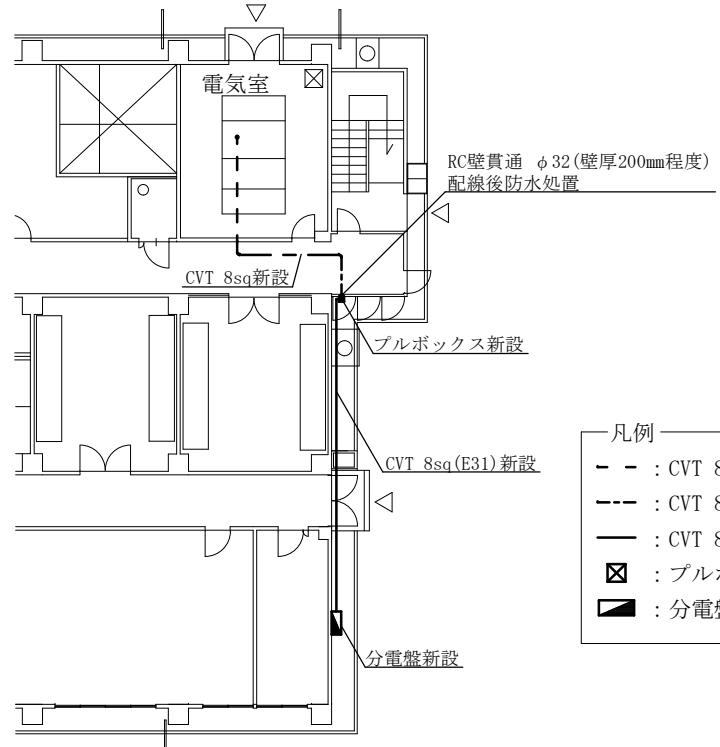 電気室
RC壁貫通 φ32(壁厚200㎜程度)
配線後防水処置
CVT 8sq新設
プルボックス新設
CVT 8sq(E31)新設
分電盤新設
凡例
: CVT 8
: CVT 8
: CVT 8
: プルボ
: 分電盤